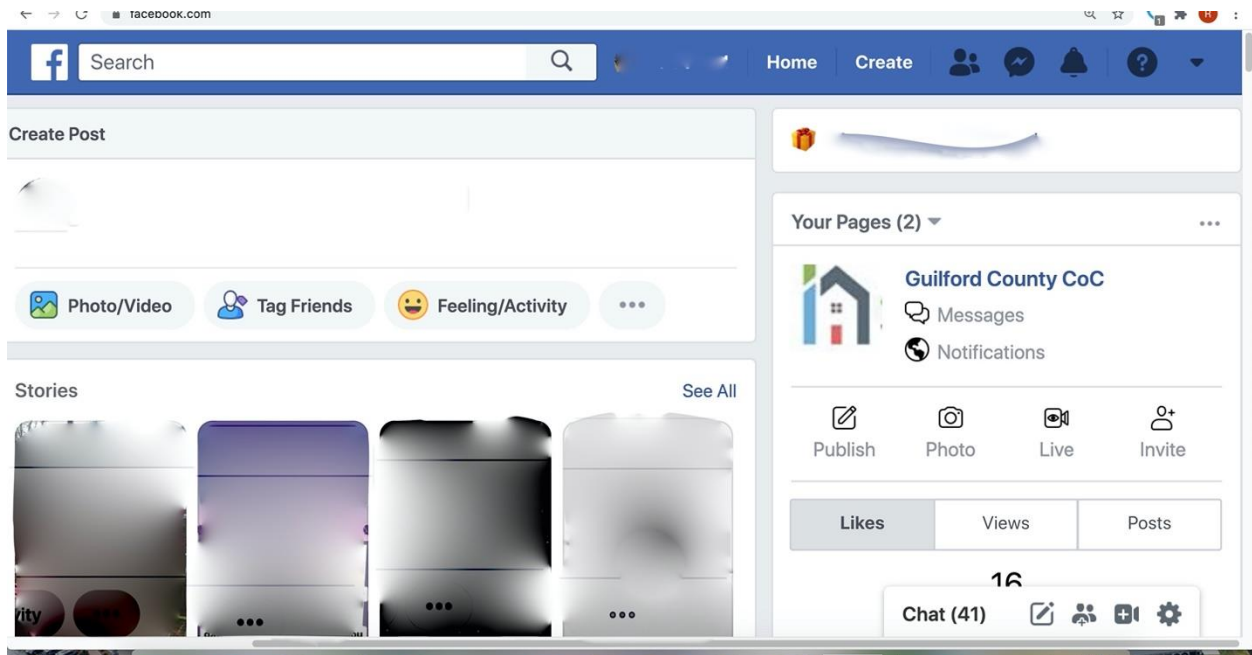 facebook.com
f Search Home Create ?
Create Post
Photo/Video Tag Friends Feeling/Activity
Stories See All
Your Pages (2)
Guilford County CoC
Messages
Notifications
Publish Photo Live Invite
Likes Views Posts
16
Chat (41)